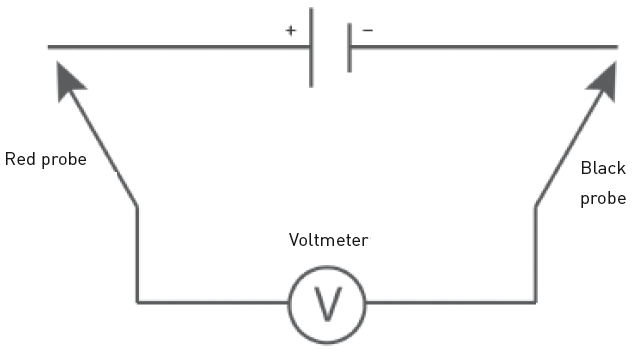 + −
Red probe
Black
probe
Voltmeter
V